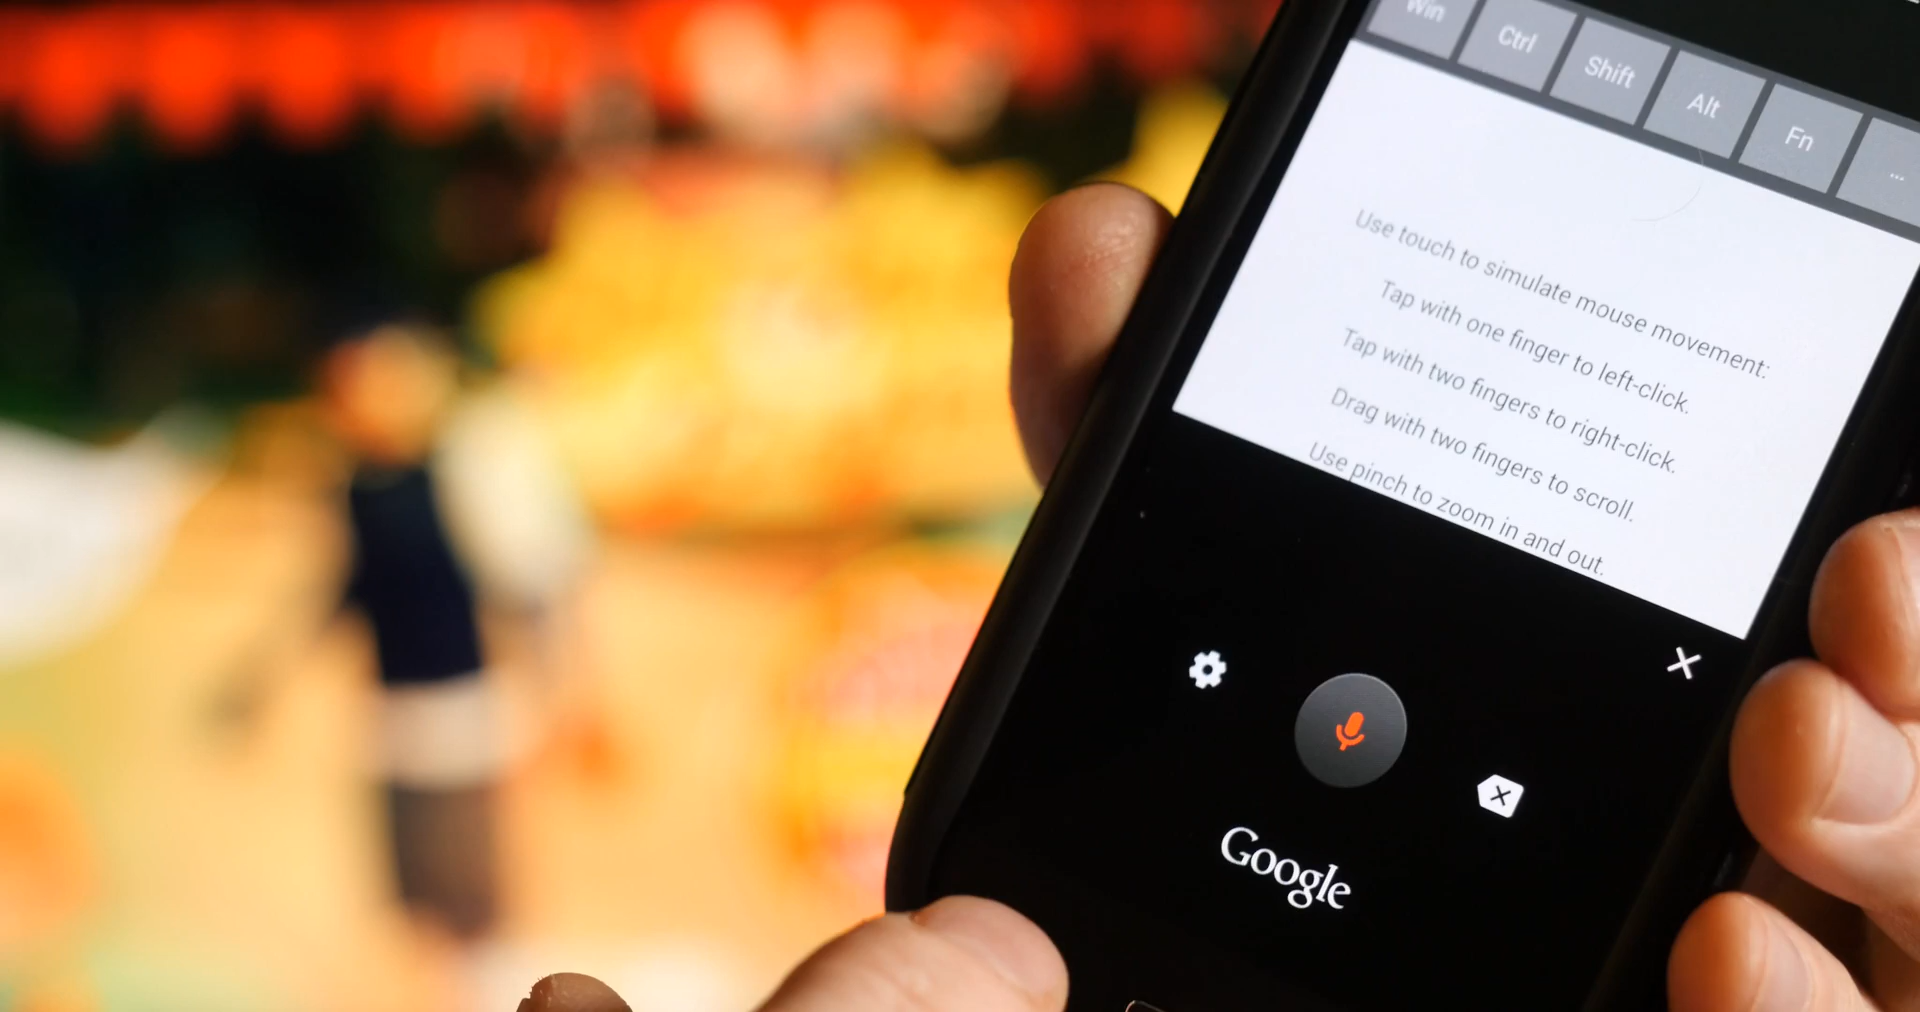 Win Ctrl Shift Alt Fn ...
Use touch to simulate mouse movement:
Tap with one finger to left-click.
Tap with two fingers to right-click.
Drag with two fingers to scroll.
Use pinch to zoom in and out.
Google